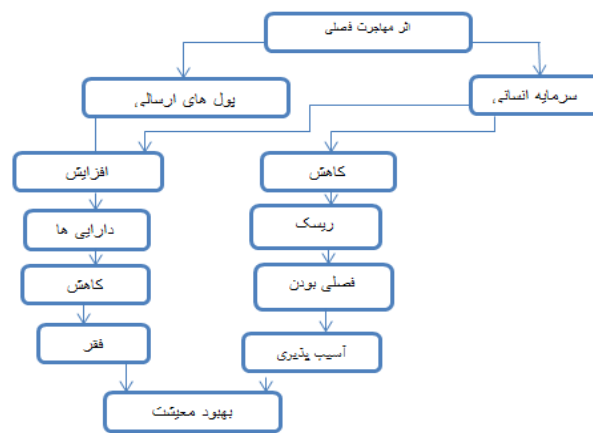 اثر مهاجرت فصلی
سرمایه انسانی
پول های ارسالی
کاهش
افزایش
ریسک
دارایی ها
فصلی بودن
کاهش
آسیب پذیری
فقر
بهبود معیشت